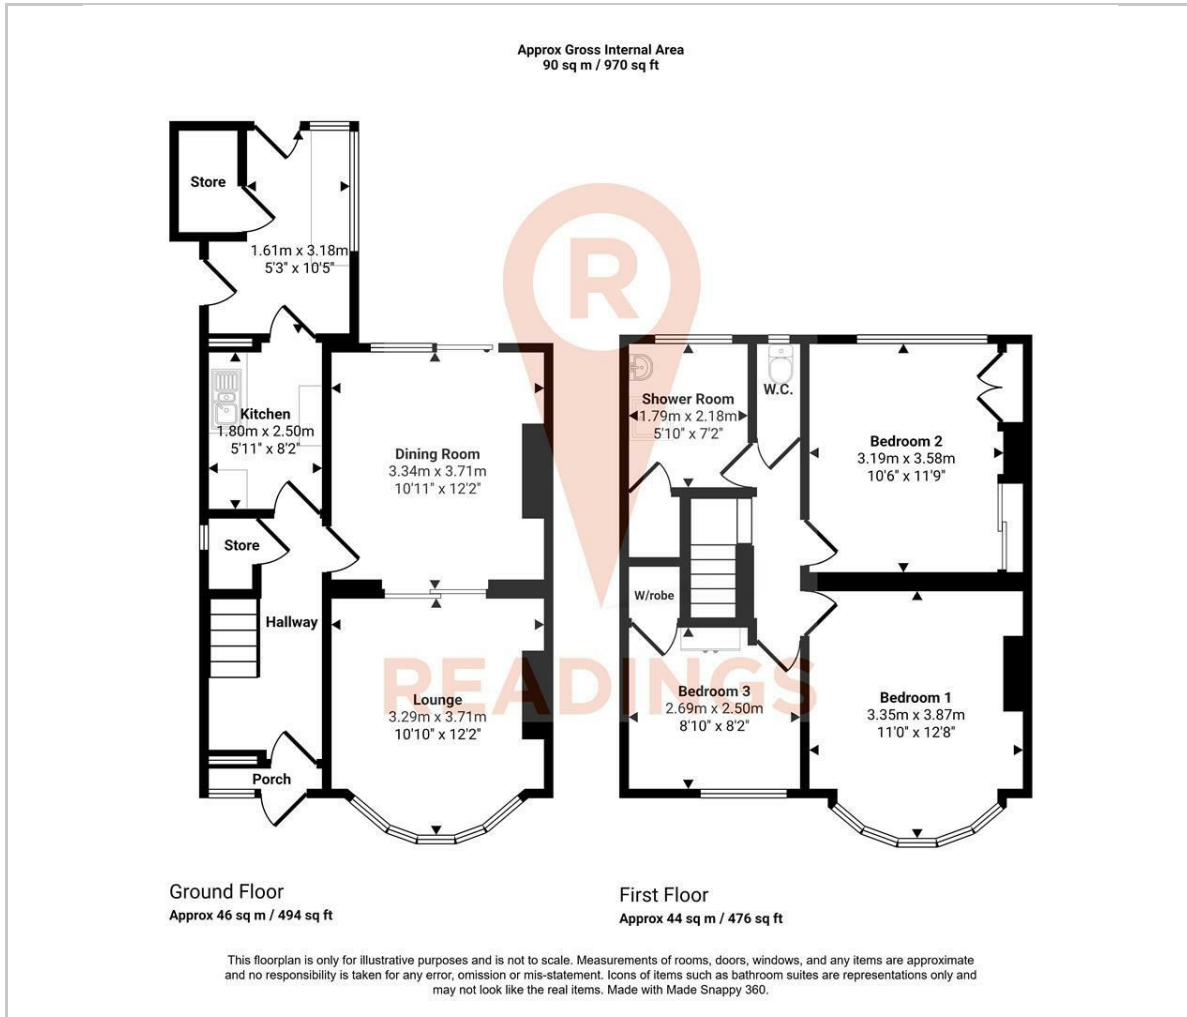 Approx Gross Internal Area
90 sq m / 970 sq ft
Store
1.61m x 3.18m
5'3" x 10'5"
Kitchen
1.80m x 2.50m
5'11" x 8'2"
Dining Room
3.34m x 3.71m
10'11" x 12'2"
Store
Hallway
Lounge
3.29m x 3.71m
10'10" x 12'2"
Porch
R
READINGS
Shower Room
1.79m x 2.18m
5'10" x 7'2"
W.C.
Bedroom 2
3.19m x 3.58m
10'6" x 11'9"
W/robe
Bedroom 3
2.69m x 2.50m
8'10" x 8'2"
Bedroom 1
3.35m x 3.87m
11'0" x 12'8"
Ground Floor
Approx 46 sq m / 494 sq ft
First Floor
Approx 44 sq m / 476 sq ft
This floorplan is only for illustrative purposes and is not to scale. Measurements of rooms, doors, windows, and any items are approximate
and no responsibility is taken for any error, omission or mis-statement. Icons of items such as bathroom suites are representations only and
may not look like the real items. Made with Made Snappy 360.